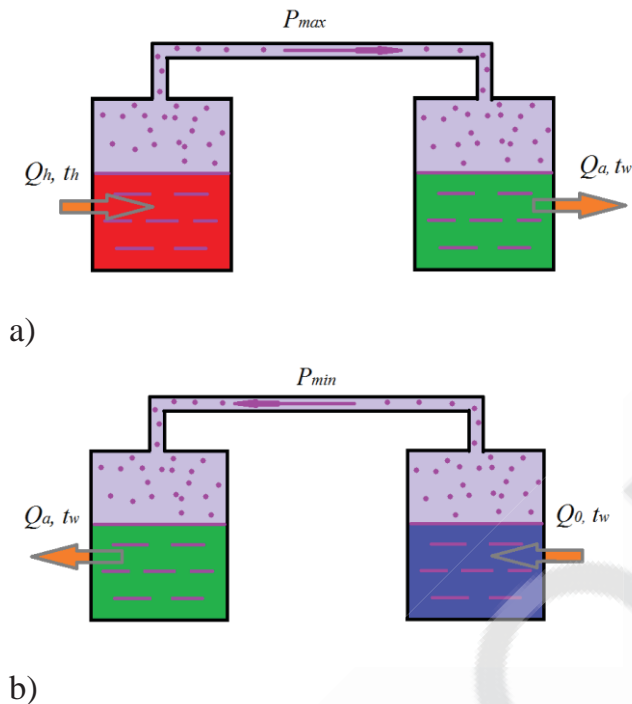 Pmax
Qh, th
Qa, tw
a)
Pmin
Qa, tw
Q0, tw
b)